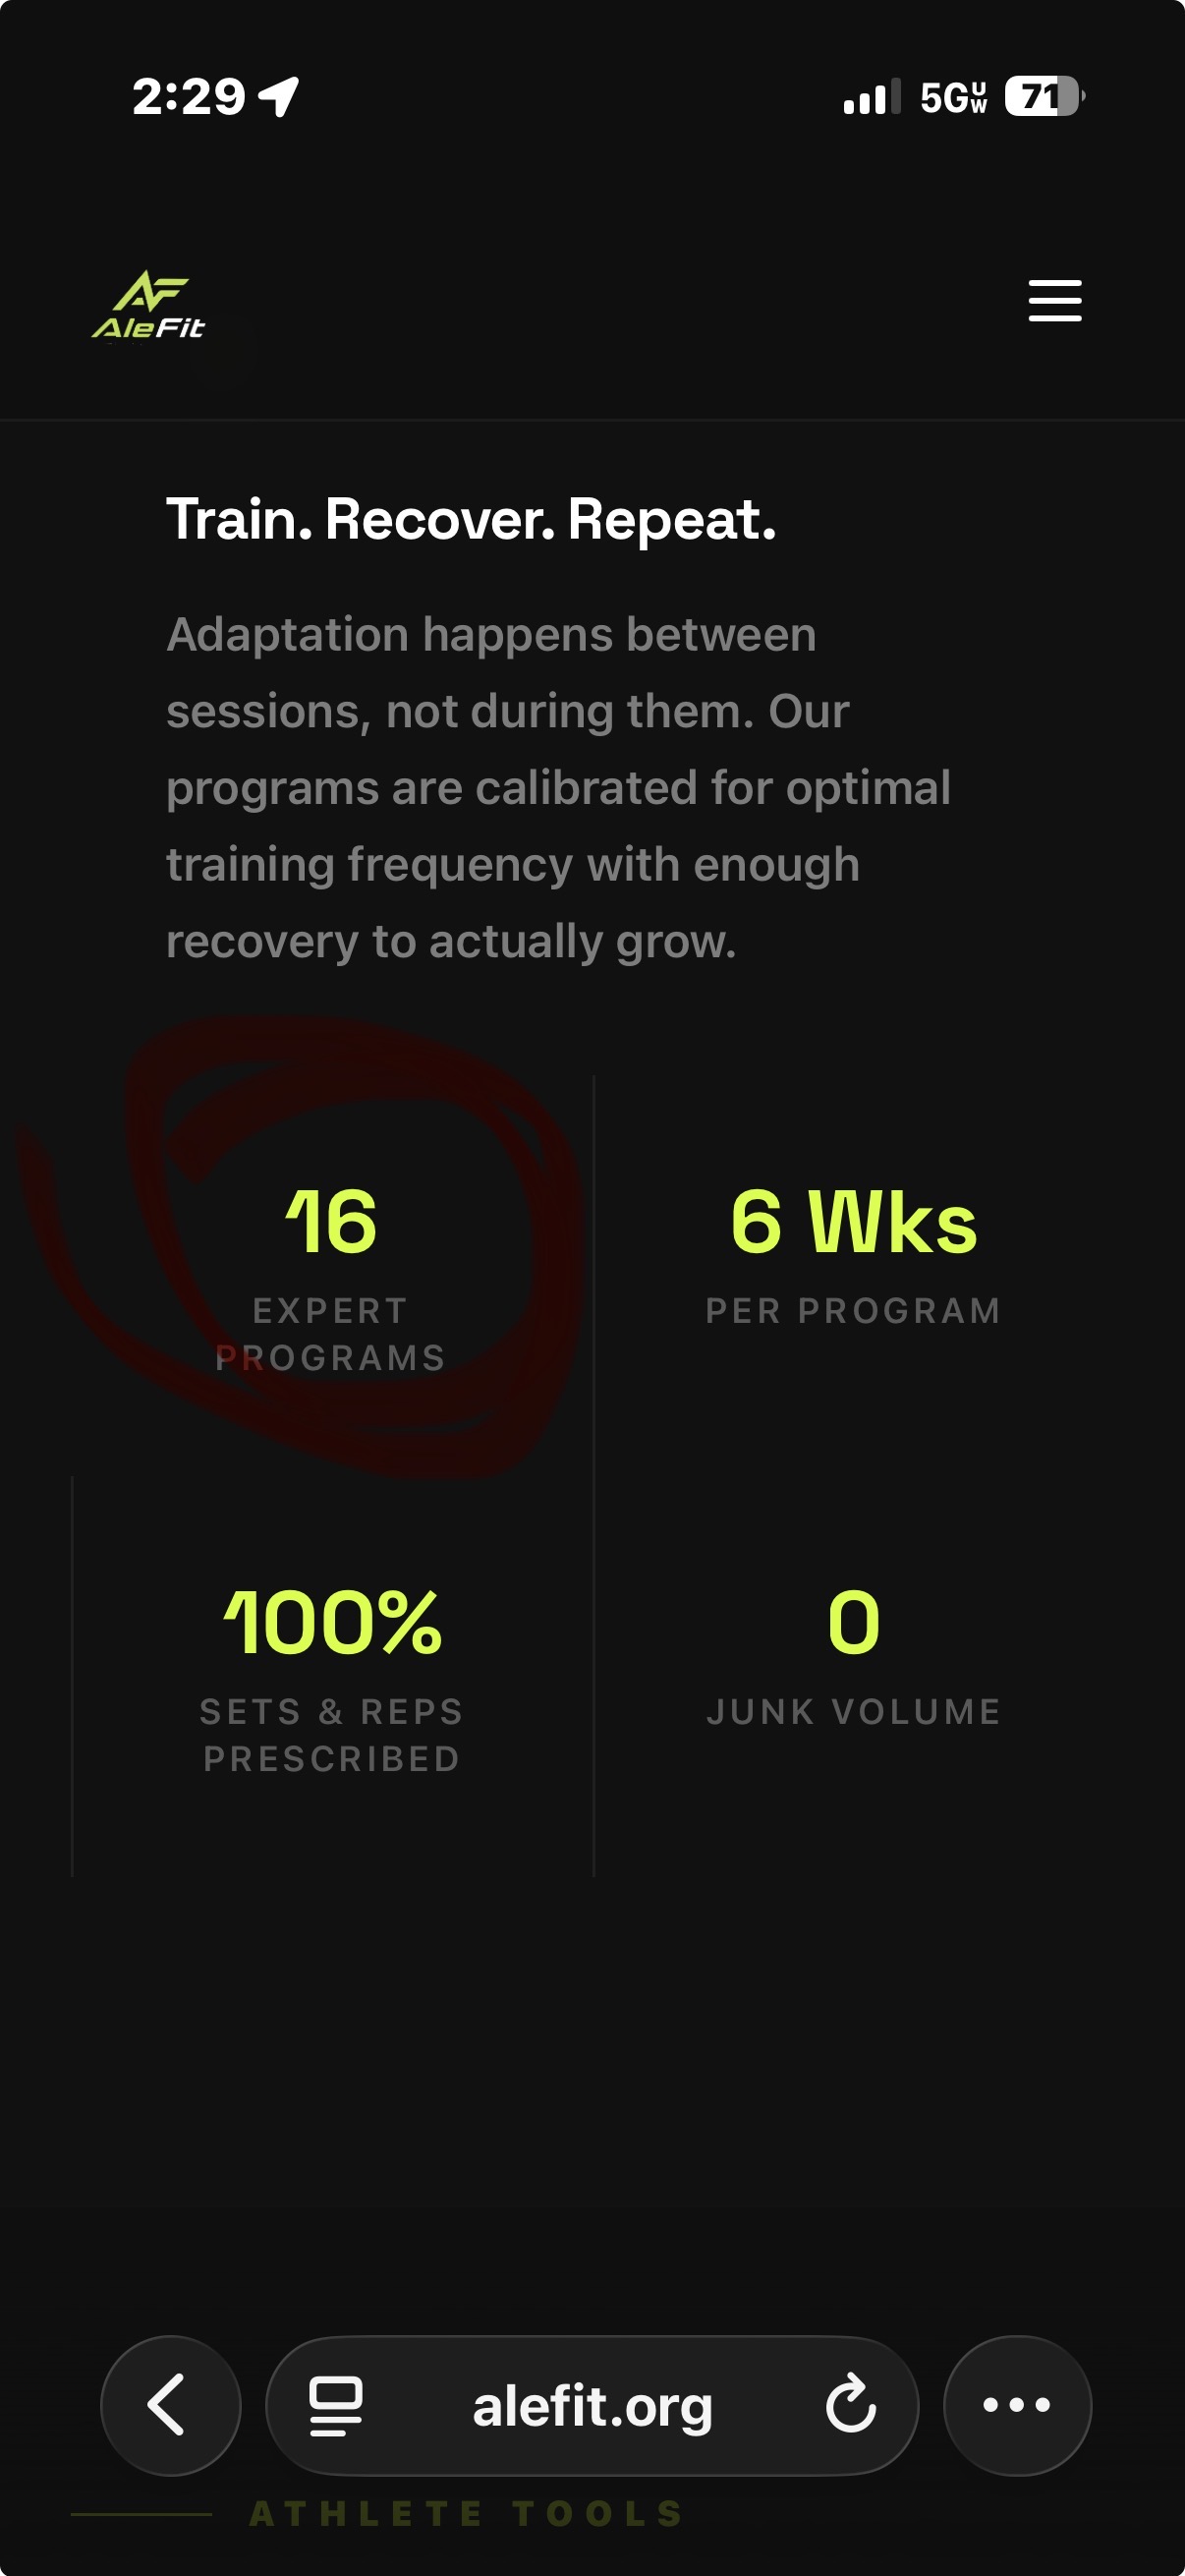 2:29
5GUW
71
AF
AleFit
Train. Recover. Repeat.
Adaptation happens between
sessions, not during them. Our
programs are calibrated for optimal
training frequency with enough
recovery to actually grow.
16
EXPERT
PROGRAMS
6 Wks
PER PROGRAM
100%
SETS & REPS
PRESCRIBED
0
JUNK VOLUME
alefit.org
ATHLETE TOOLS